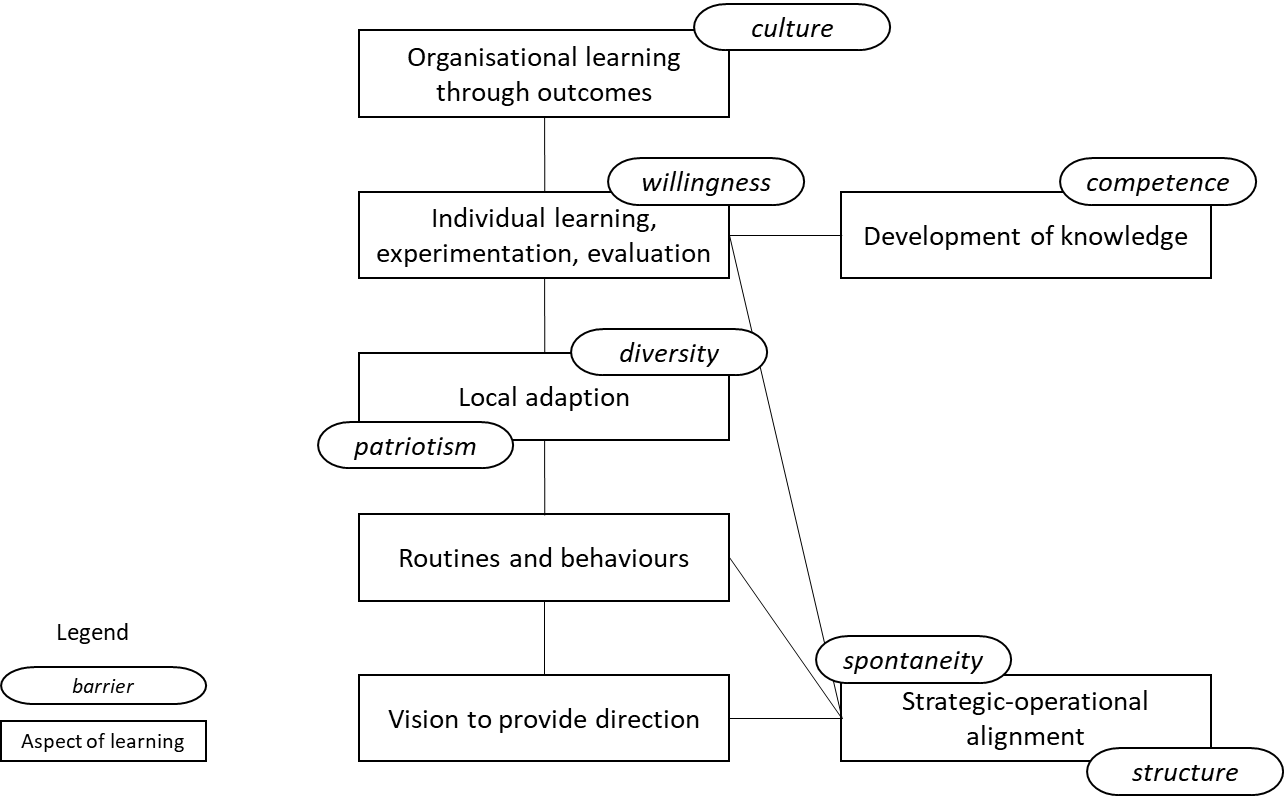 culture
Organisational learning
through outcomes
willingness
competence
Individual learning,
experimentation, evaluation
Development of knowledge
diversity
Local adaption
patriotism
Routines and behaviours
Legend
spontaneity
barrier
Vision to provide direction
Strategic-operational
alignment
Aspect of learning
structure